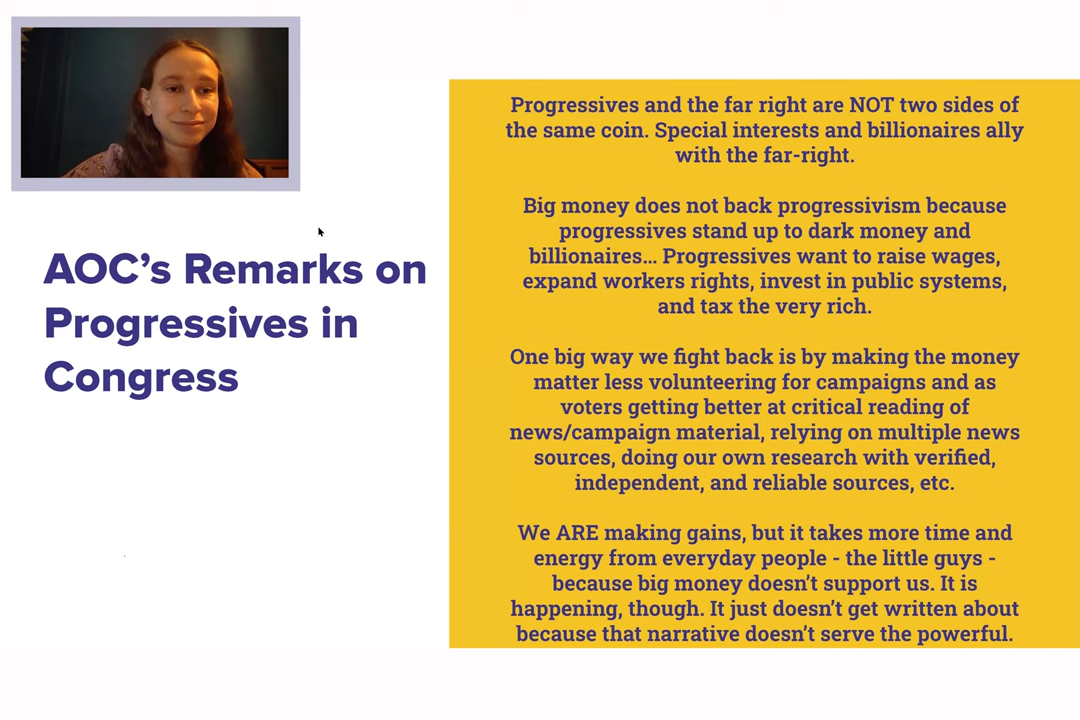 AOC’s Remarks on
Progressives in
Congress
Progressives and the far right are NOT two sides of
the same coin. Special interests and billionaires ally
with the far-right.
Big money does not back progressivism because
progressives stand up to dark money and
billionaires... Progressives want to raise wages,
expand workers rights, invest in public systems,
and tax the very rich.
One big way we fight back is by making the money
matter less volunteering for campaigns and as
voters getting better at critical reading of
news/campaign material, relying on multiple news
sources, doing our own research with verified,
independent, and reliable sources, etc.
We ARE making gains, but it takes more time and
energy from everyday people - the little guys -
because big money doesn’t support us. It is
happening, though. It just doesn’t get written about
because that narrative doesn’t serve the powerful.